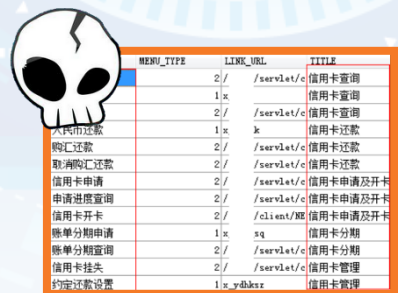 MENU_TYPE LINK_URL TITLE
2 / /servlet/c 信用卡查询
1 x 信用卡查询
2 / /servlet/c 信用卡查询
人民币还款 1 x k 信用卡还款
购汇还款 2 / /servlet/c 信用卡还款
取消购汇还款 2 / /servlet/c 信用卡还款
信用卡申请 2 / /servlet/c 信用卡申请及开卡
申请进度查询 2 / /servlet/c 信用卡申请及开卡
信用卡开卡 2 / /client/NE 信用卡申请及开卡
账单分期申请 1 x sq 信用卡分期
账单分期查询 2 / /servlet/c 信用卡分期
信用卡挂失 2 / /servlet/c 信用卡管理
约定还款设置 1 x_ydhksz 信用卡管理